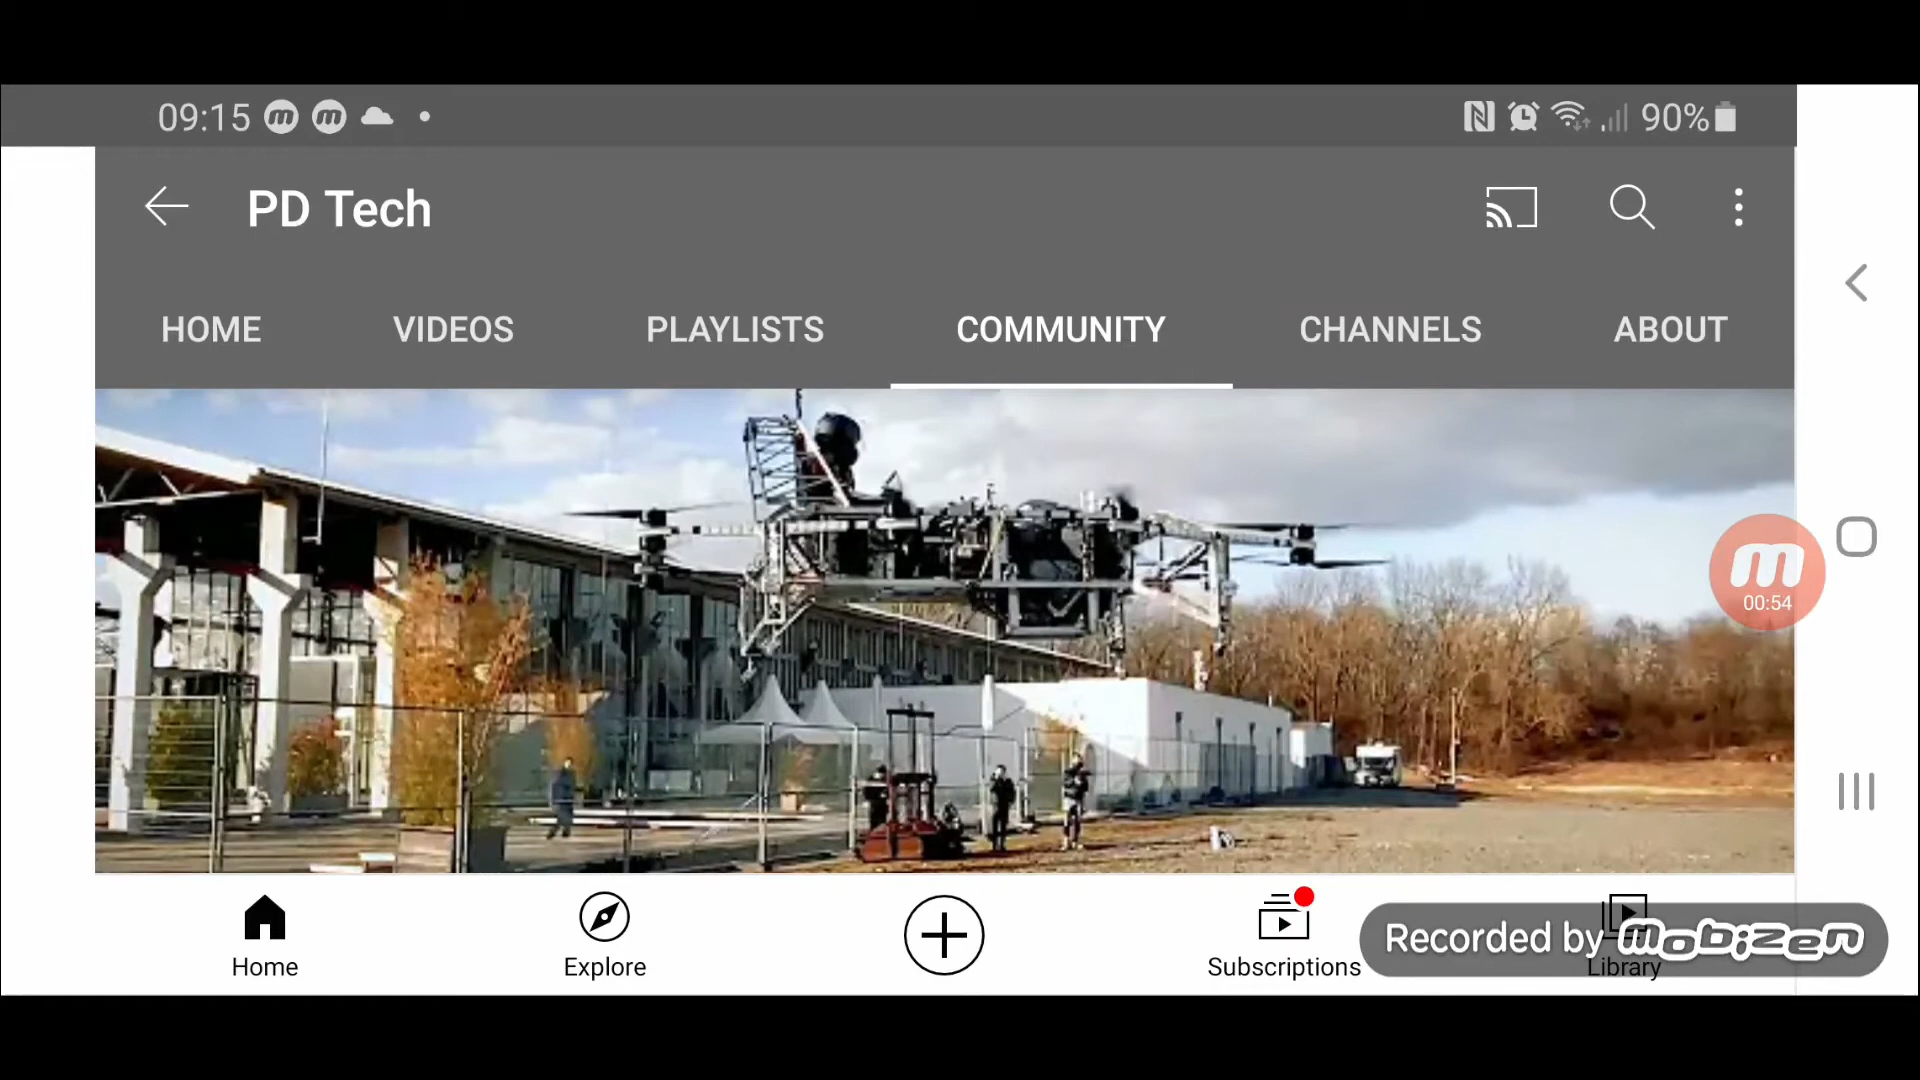 09:15
90%
PD Tech
HOME VIDEOS PLAYLISTS COMMUNITY CHANNELS ABOUT
00:54
Home Explore Subscriptions Library
Recorded by mobizen